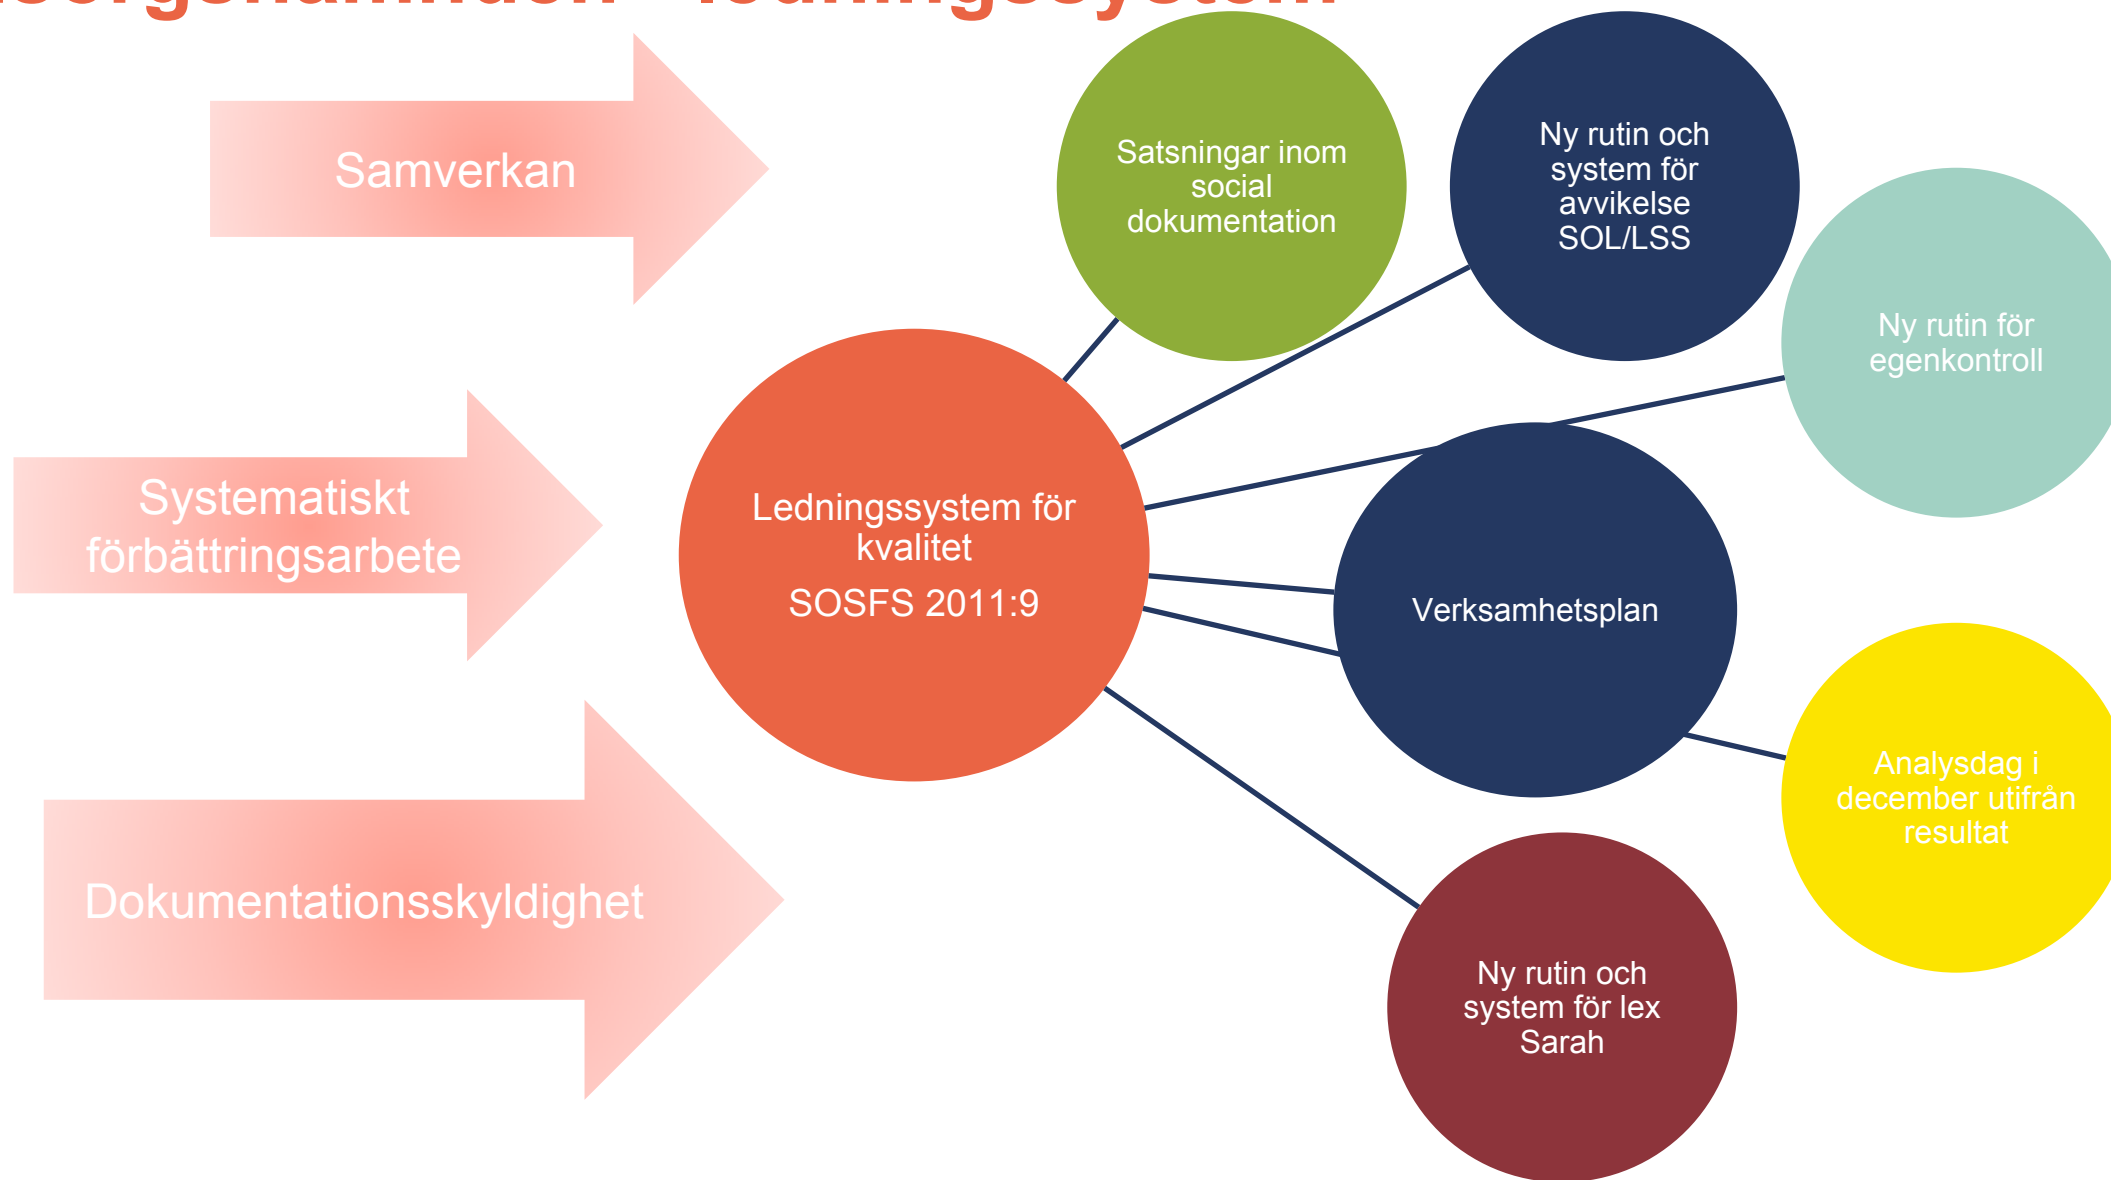 ledningssystem
Samverkan
Systematiskt
förbättringsarbete
Dokumentationsskyldighet
Ledningssystem för
kvalitet
SOSFS 2011:9
Satsningar inom
social
dokumentation
Ny rutin och
system för
avvikelse
SOL/LSS
Ny rutin för
egenkontroll
Verksamhetsplan
Analysdag i
december utifrån
resultat
Ny rutin och
system för lex
Sarah